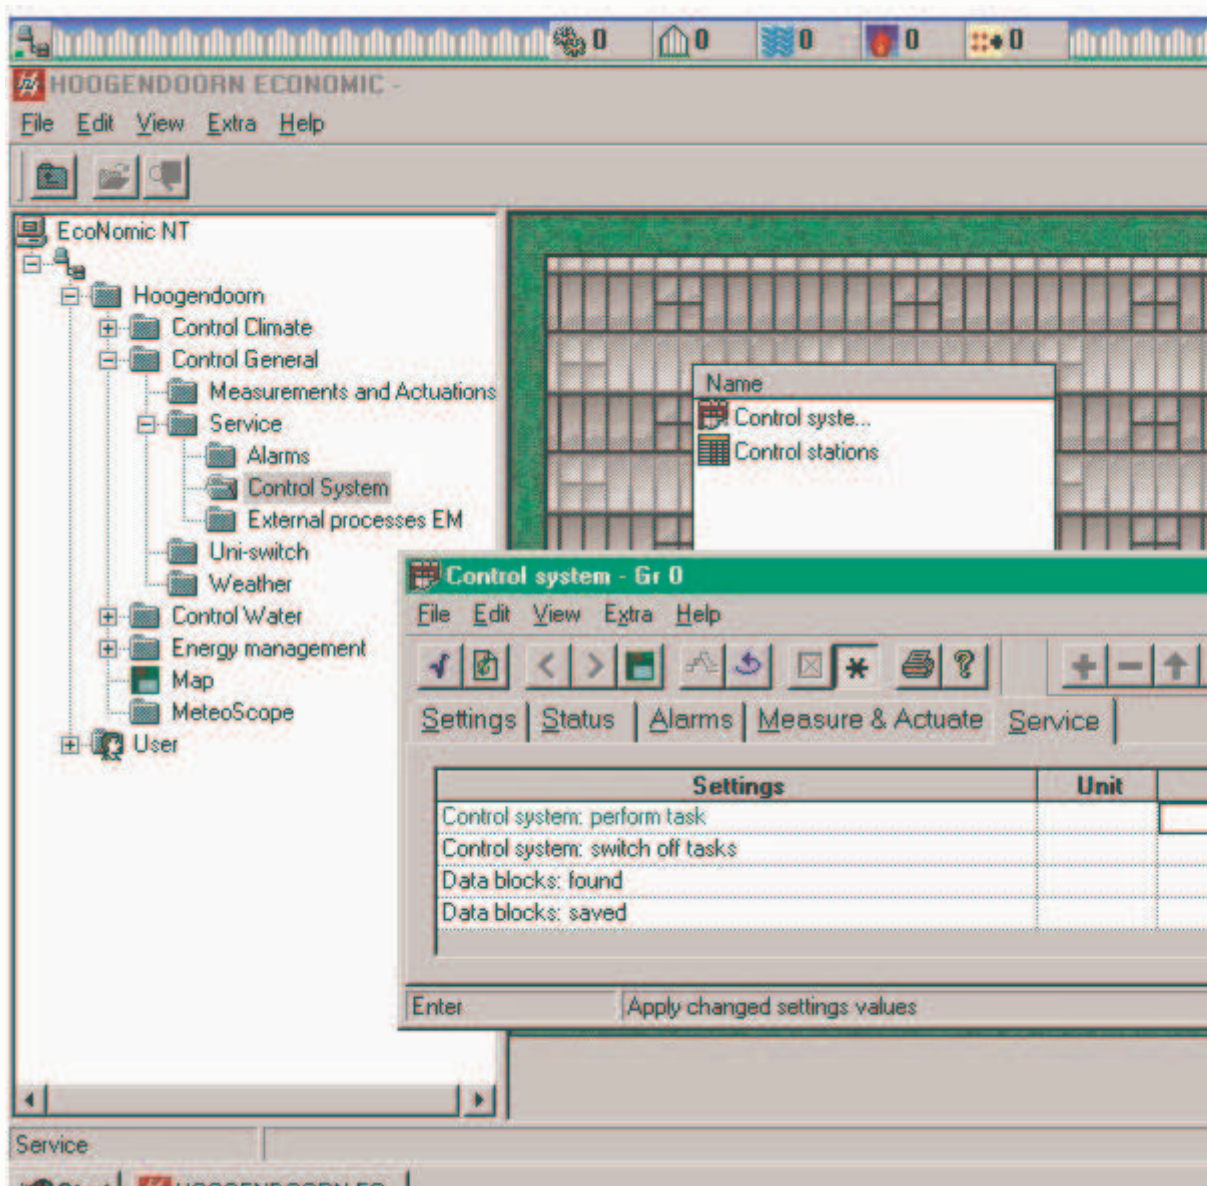 0 0 0 0 0
HOOGENDOORN ECONOMIC -
File Edit View Extra Help
EcoNomic NT
Hoogendoorn
Control Climate
Control General
Measurements and Actuations
Service
Alarms
Control System
External processes EM
Uni-switch
Weather
Control Water
Energy management
Map
MeteoScope
User
Name
Control syste...
Control stations
Control system - Gr 0
File Edit View Extra Help
Settings Status Alarms Measure & Actuate Service
Settings Unit
Control system: perform task
Control system: switch off tasks
Data blocks: found
Data blocks: saved
Enter Apply changed settings values
Service
Start HOOGENDOORN EC